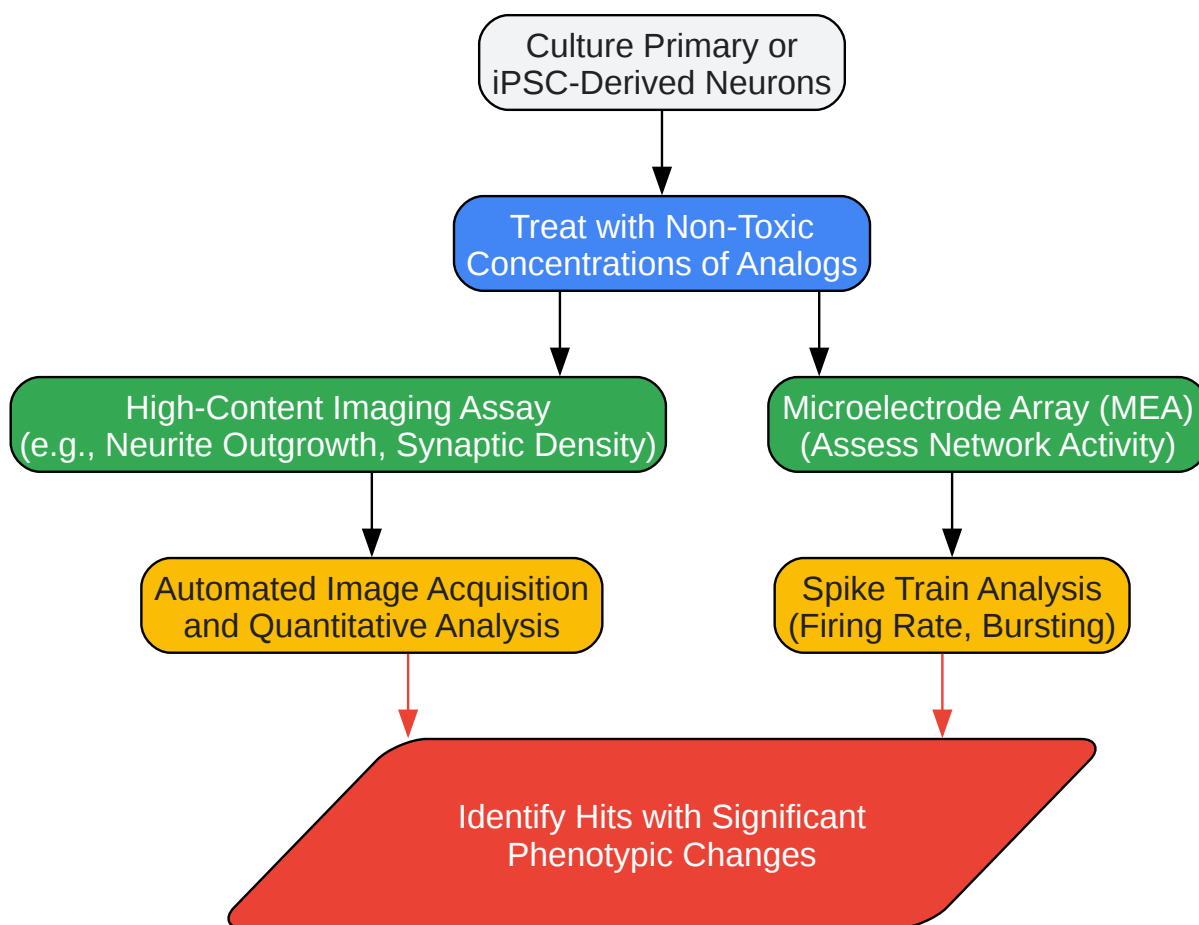 Culture Primary or
iPSC-Derived Neurons
Treat with Non-Toxic
Concentrations of Analogs
High-Content Imaging Assay
(e.g., Neurite Outgrowth, Synaptic Density)
Microelectrode Array (MEA)
(Assess Network Activity)
Automated Image Acquisition
and Quantitative Analysis
Spike Train Analysis
(Firing Rate, Bursting)
Identify Hits with Significant
Phenotypic Changes